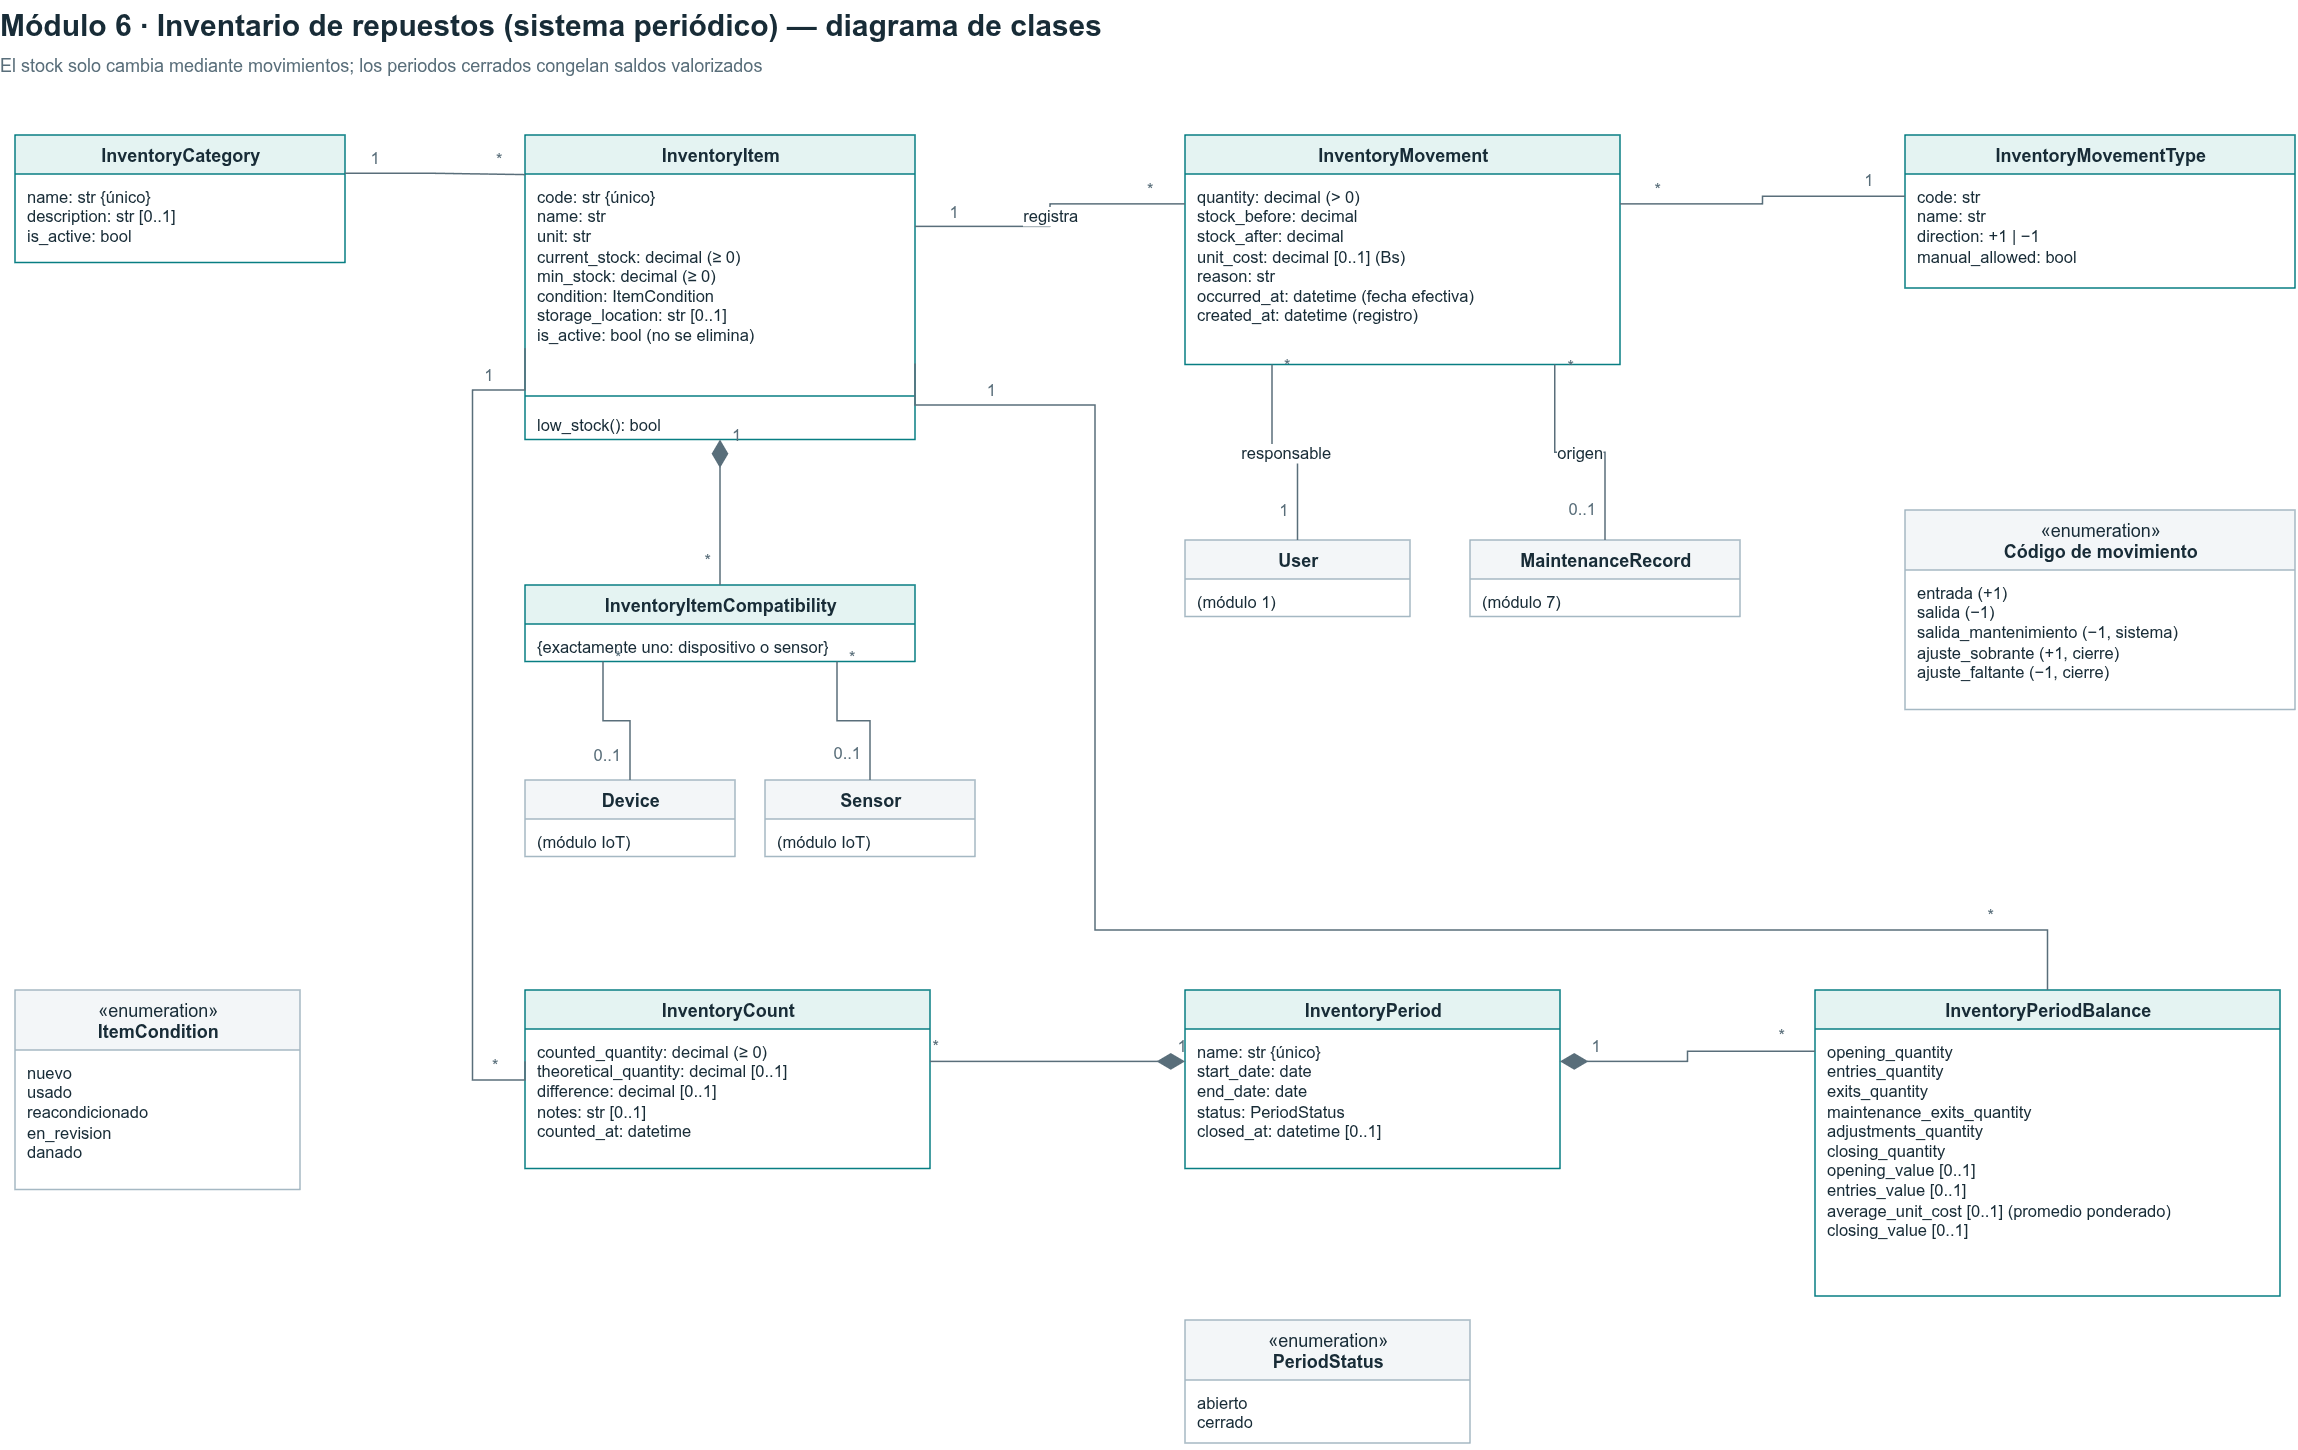 Módulo 6 · Inventario de repuestos (sistema periódico) — diagrama de clases
El stock solo cambia mediante movimientos; los periodos cerrados congelan saldos valorizados
InventoryCategory
name: str {único}
description: str [0..1]
is_active: bool
1
*
InventoryItem
code: str {único}
name: str
unit: str
current_stock: decimal (≥ 0)
min_stock: decimal (≥ 0)
condition: ItemCondition
storage_location: str [0..1]
is_active: bool (no se elimina)
low_stock(): bool
1
registra
*
InventoryMovement
quantity: decimal (> 0)
stock_before: decimal
stock_after: decimal
unit_cost: decimal [0..1] (Bs)
reason: str
occurred_at: datetime (fecha efectiva)
created_at: datetime (registro)
*
1
InventoryMovementType
code: str
name: str
direction: +1 | −1
manual_allowed: bool
1
1
1
*
*
*
responsable
origen
1
0..1
User
(módulo 1)
MaintenanceRecord
(módulo 7)
«enumeration»
Código de movimiento
entrada (+1)
salida (−1)
salida_mantenimiento (−1, sistema)
ajuste_sobrante (+1, cierre)
ajuste_faltante (−1, cierre)
InventoryItemCompatibility
{exactamente uno: dispositivo o sensor}
*
*
0..1
0..1
Device
(módulo IoT)
Sensor
(módulo IoT)
*
«enumeration»
ItemCondition
nuevo
usado
reacondicionado
en_revision
danado
*
InventoryCount
counted_quantity: decimal (≥ 0)
theoretical_quantity: decimal [0..1]
difference: decimal [0..1]
notes: str [0..1]
counted_at: datetime
*
1
InventoryPeriod
name: str {único}
start_date: date
end_date: date
status: PeriodStatus
closed_at: datetime [0..1]
1
*
InventoryPeriodBalance
opening_quantity
entries_quantity
exits_quantity
maintenance_exits_quantity
adjustments_quantity
closing_quantity
opening_value [0..1]
entries_value [0..1]
average_unit_cost [0..1] (promedio ponderado)
closing_value [0..1]
«enumeration»
PeriodStatus
abierto
cerrado